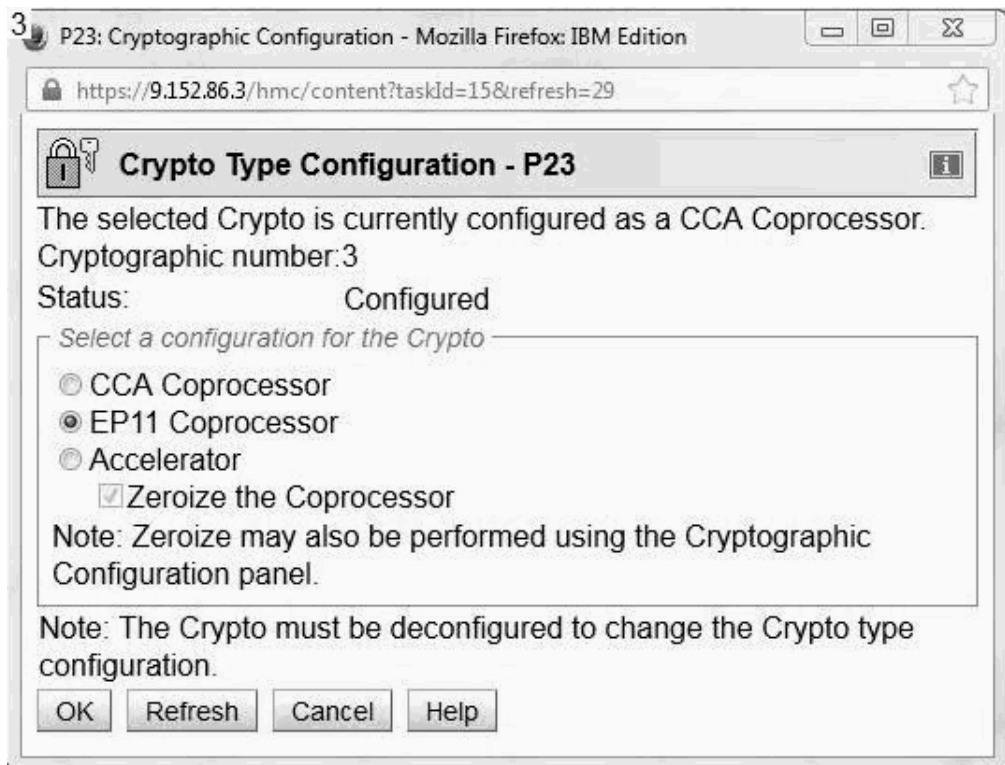 3
P23: Cryptographic Configuration - Mozilla Firefox: IBM Edition
https://9.152.86.3/hmc/content?taskId=15&refresh=29
Crypto Type Configuration - P23
The selected Crypto is currently configured as a CCA Coprocessor.
Cryptographic number:3
Status: Configured
Select a configuration for the Crypto
CCA Coprocessor
EP11 Coprocessor
Accelerator
Zeroize the Coprocessor
Note: Zeroize may also be performed using the Cryptographic
Configuration panel.
Note: The Crypto must be deconfigured to change the Crypto type
configuration.
OK Refresh Cancel Help